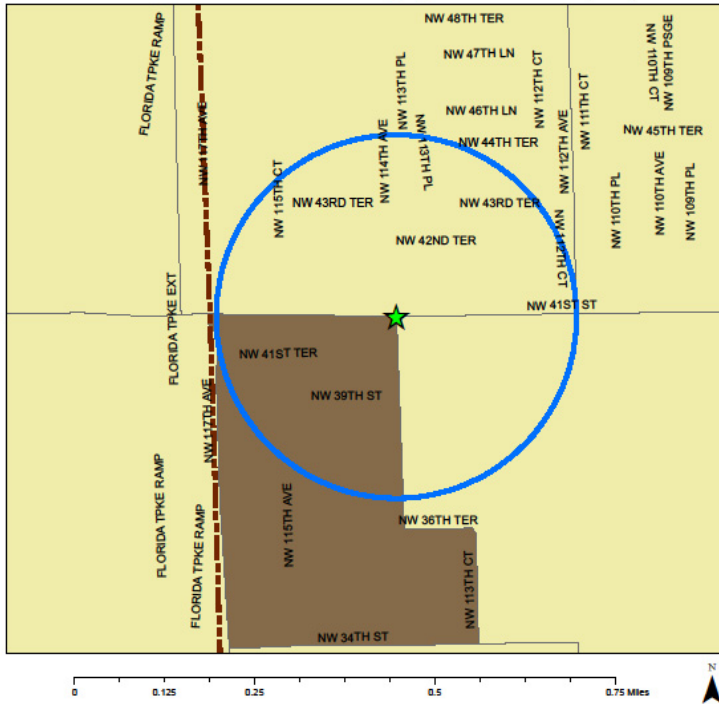 NW 48TH TER
FLORIDA TPKE RAMP
NW 47TH LN
NW 113TH PL
NW 112TH CT
NW 111TH CT
NW 110TH CT
NW 109TH PSGE
NW 117TH AVE
NW 46TH LN
NW 45TH TER
NW 114TH AVE
NW 113TH PL
NW 44TH TER
NW 112TH AVE
NW 115TH CT
NW 43RD TER
NW 43RD TER
NW 110TH PL
NW 110TH AVE
NW 109TH PL
NW 42ND TER
NW 112TH CT
FLORIDA TPKE EXT
NW 41ST ST
NW 41ST TER
NW 39TH ST
NW 117TH AVE
FLORIDA TPKE RAMP
FLORIDA TPKE RAMP
NW 115TH AVE
NW 36TH TER
NW 113TH CT
NW 34TH ST
N
0 0.125 0.25 0.5 0.75 Miles